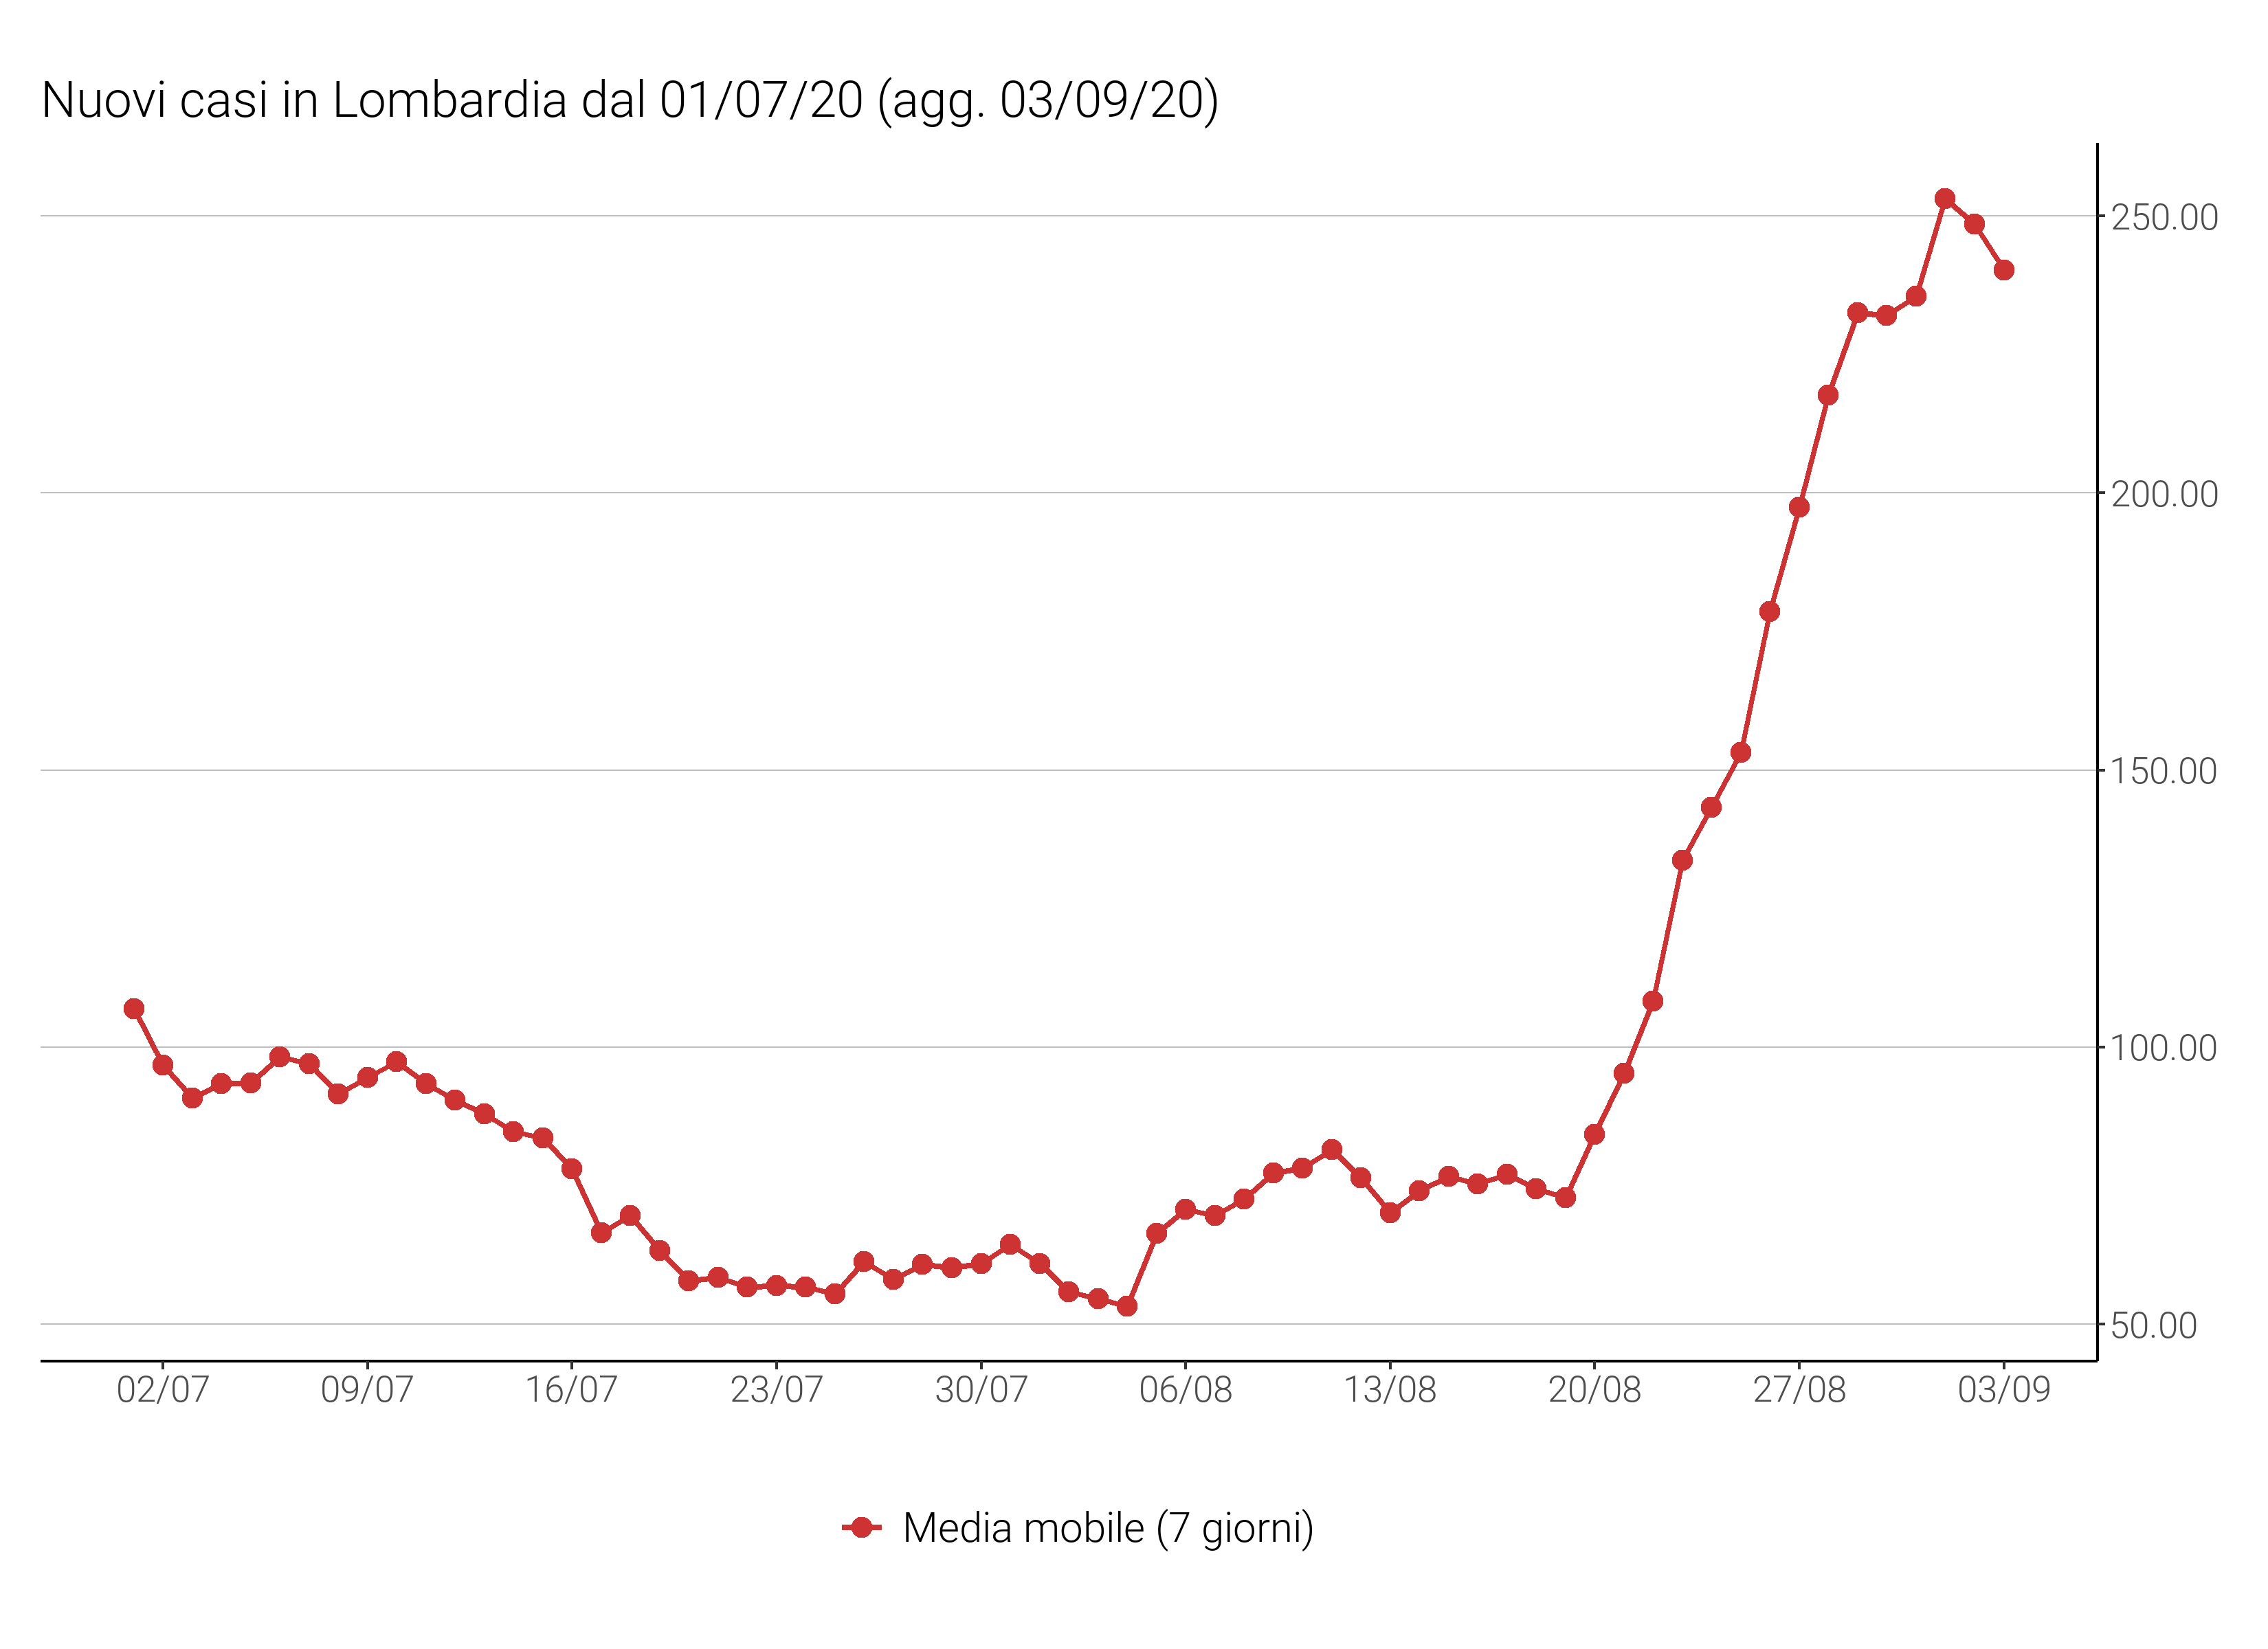 Nuovi casi in Lombardia dal 01/07/20 (agg. 03/09/20)
250.00
200.00
150.00
100.00
50.00
02/07 09/07 16/07 23/07 30/07 06/08 13/08 20/08 27/08 03/09
Media mobile (7 giorni)